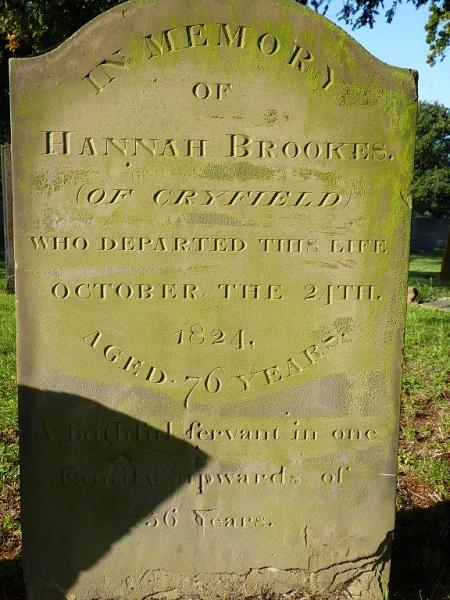 IN MEMORY
OF
HANNAH BROOKES,
(OF CRYFIELD)
WHO DEPARTED THIS LIFE
OCTOBER THE 24TH.
1824,
AGED 76 YEARS.
A faithful servant in one
Family upwards of
56 Years.